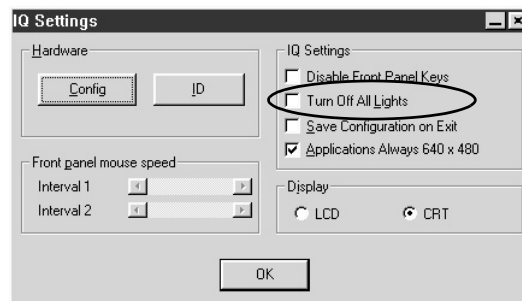 IQ Settings
Hardware
Config
ID
Front panel mouse speed
Interval 1
Interval 2
IQ Settings
Disable Front Panel Keys
Turn Off All Lights
Save Configuration on Exit
Applications Always 640 x 480
Display
LCD
CRT
OK